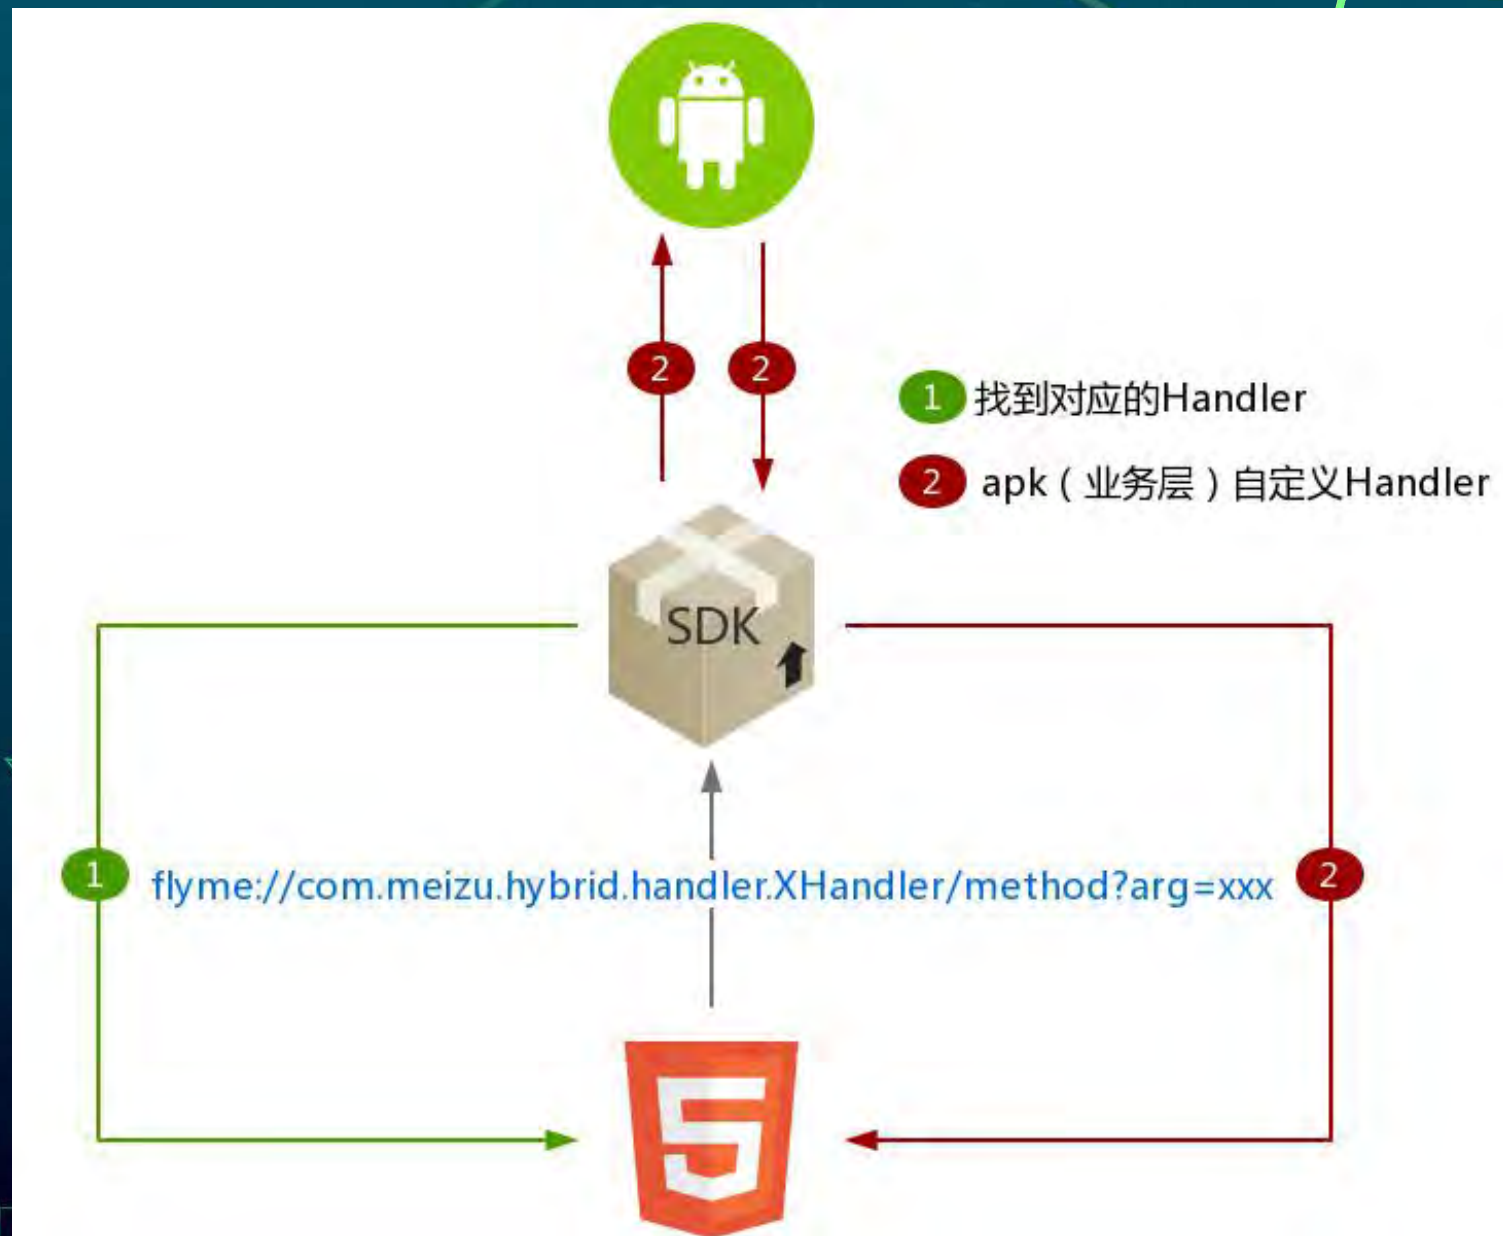 2
2
1 找到对应的Handler
2 apk（业务层）自定义Handler
SDK
1
flyme://com.meizu.hybrid.handler.XHandler/method?arg=xxx
2
5